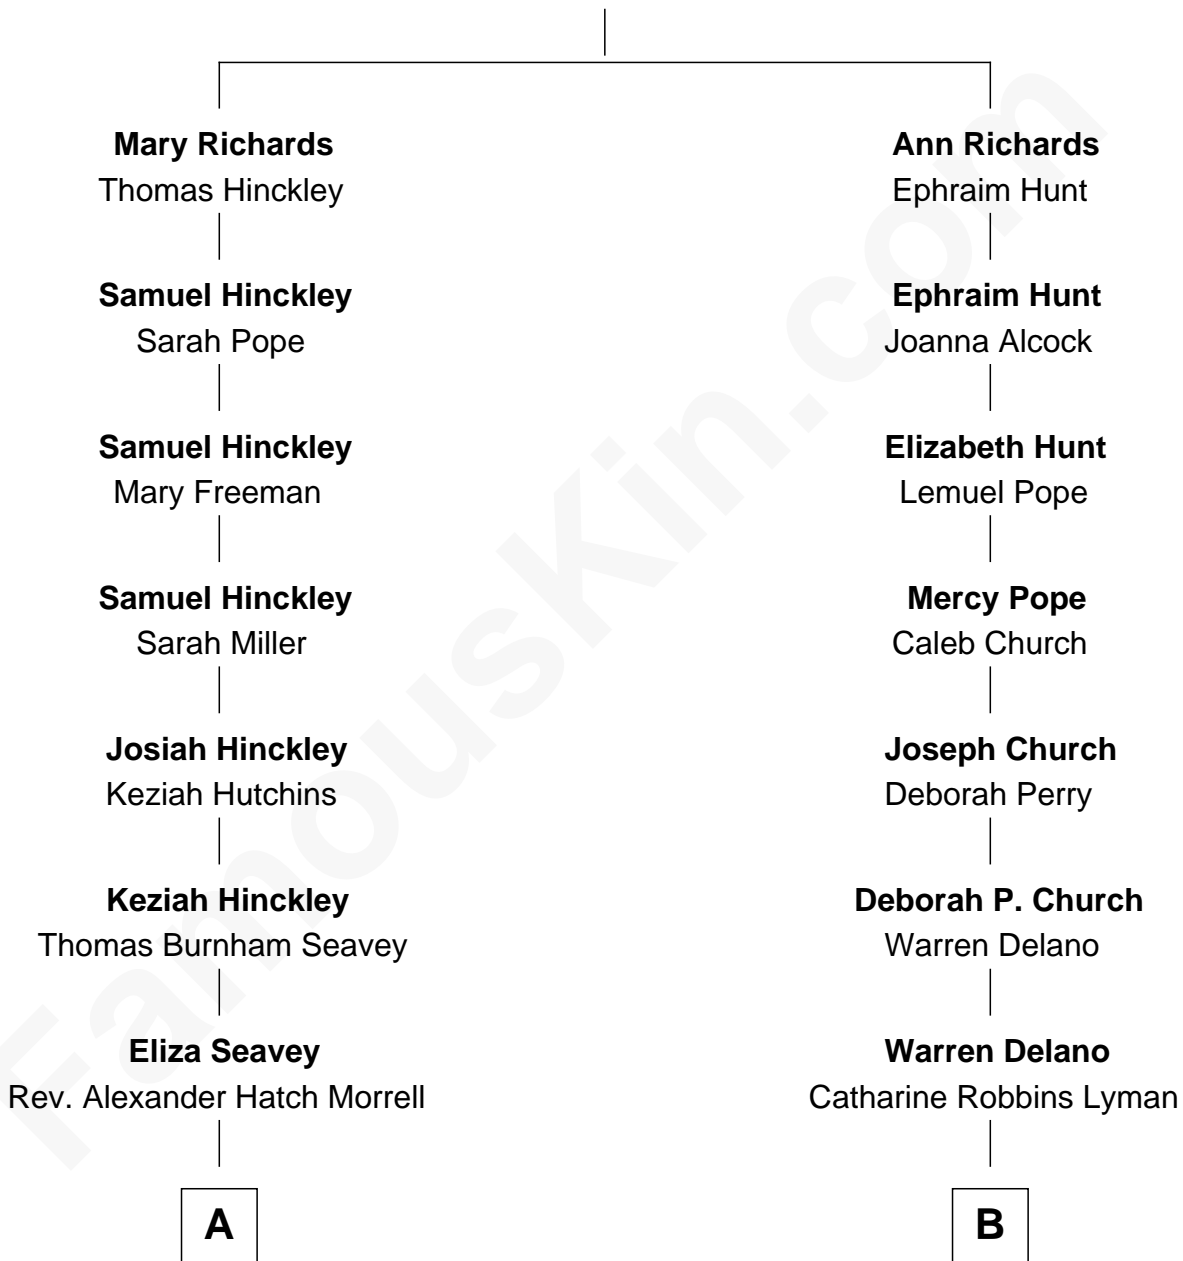 Mary Richards
Thomas Hinckley
Ann Richards
Ephraim Hunt
Samuel Hinckley
Sarah Pope
Ephraim Hunt
Joanna Alcock
Samuel Hinckley
Mary Freeman
Elizabeth Hunt
Lemuel Pope
Samuel Hinckley
Sarah Miller
Mercy Pope
Caleb Church
Josiah Hinckley
Keziah Hutchins
Joseph Church
Deborah Perry
Keziah Hinckley
Thomas Burnham Seavey
Deborah P. Church
Warren Delano
Eliza Seavey
Rev. Alexander Hatch Morrell
Warren Delano
Catharine Robbins Lyman
A
B
FamousKin.com